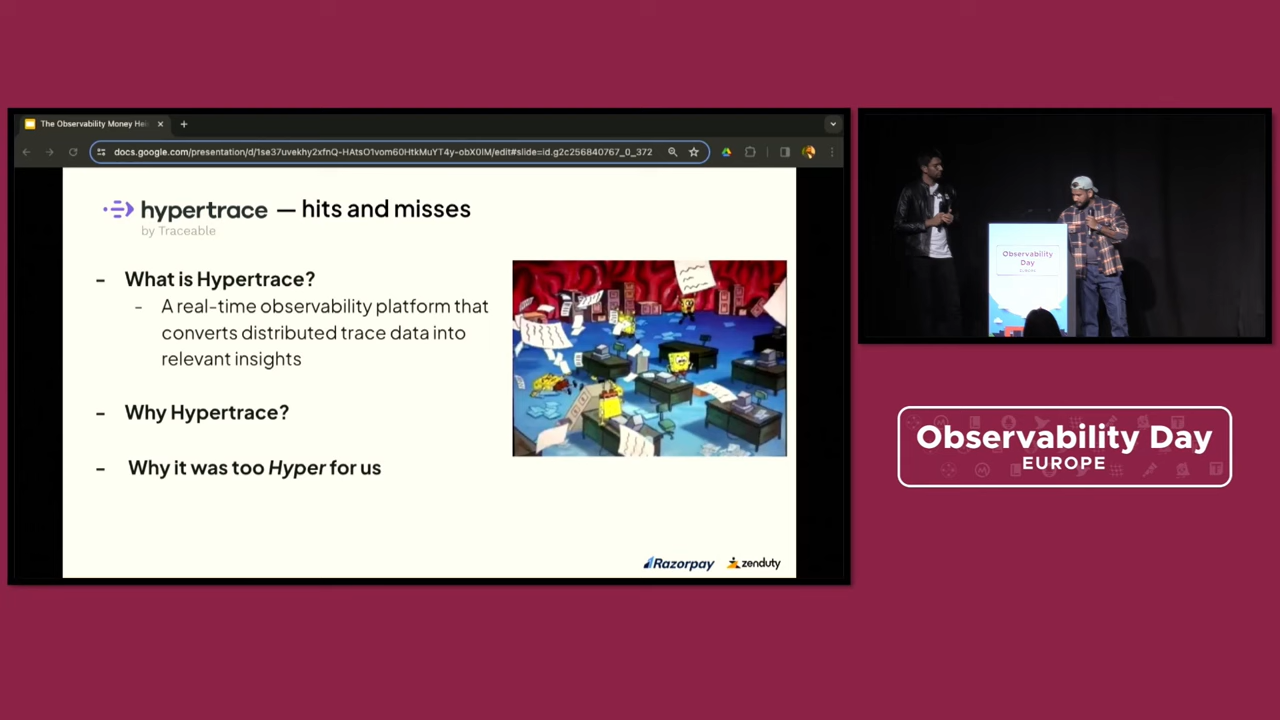 The Observability Money Hei
docs.google.com/presentation/d/1se37uvekhy2xfnQ-HAtsO1vom60HtkMuYT4y-obX0lM/edit#slide=id.g2c256840767_0_372
hypertrace — hits and misses
by Traceable
- What is Hypertrace?
- A real-time observability platform that
converts distributed trace data into
relevant insights
- Why Hypertrace?
- Why it was too Hyper for us
Razorpay zenduty
Observability
Day
EUROPE
Observability Day
EUROPE